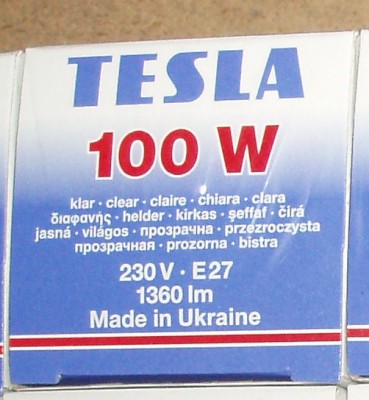 TESLA
100 W
klar · clear · claire · chiara · clara
διαφανής · helder · kirkas · şeffaf · čirá
jasná · világos · прозрачна · przezroczysta
прозрачная · prozorna · bistra
230 V · E27
1360 lm
Made in Ukraine